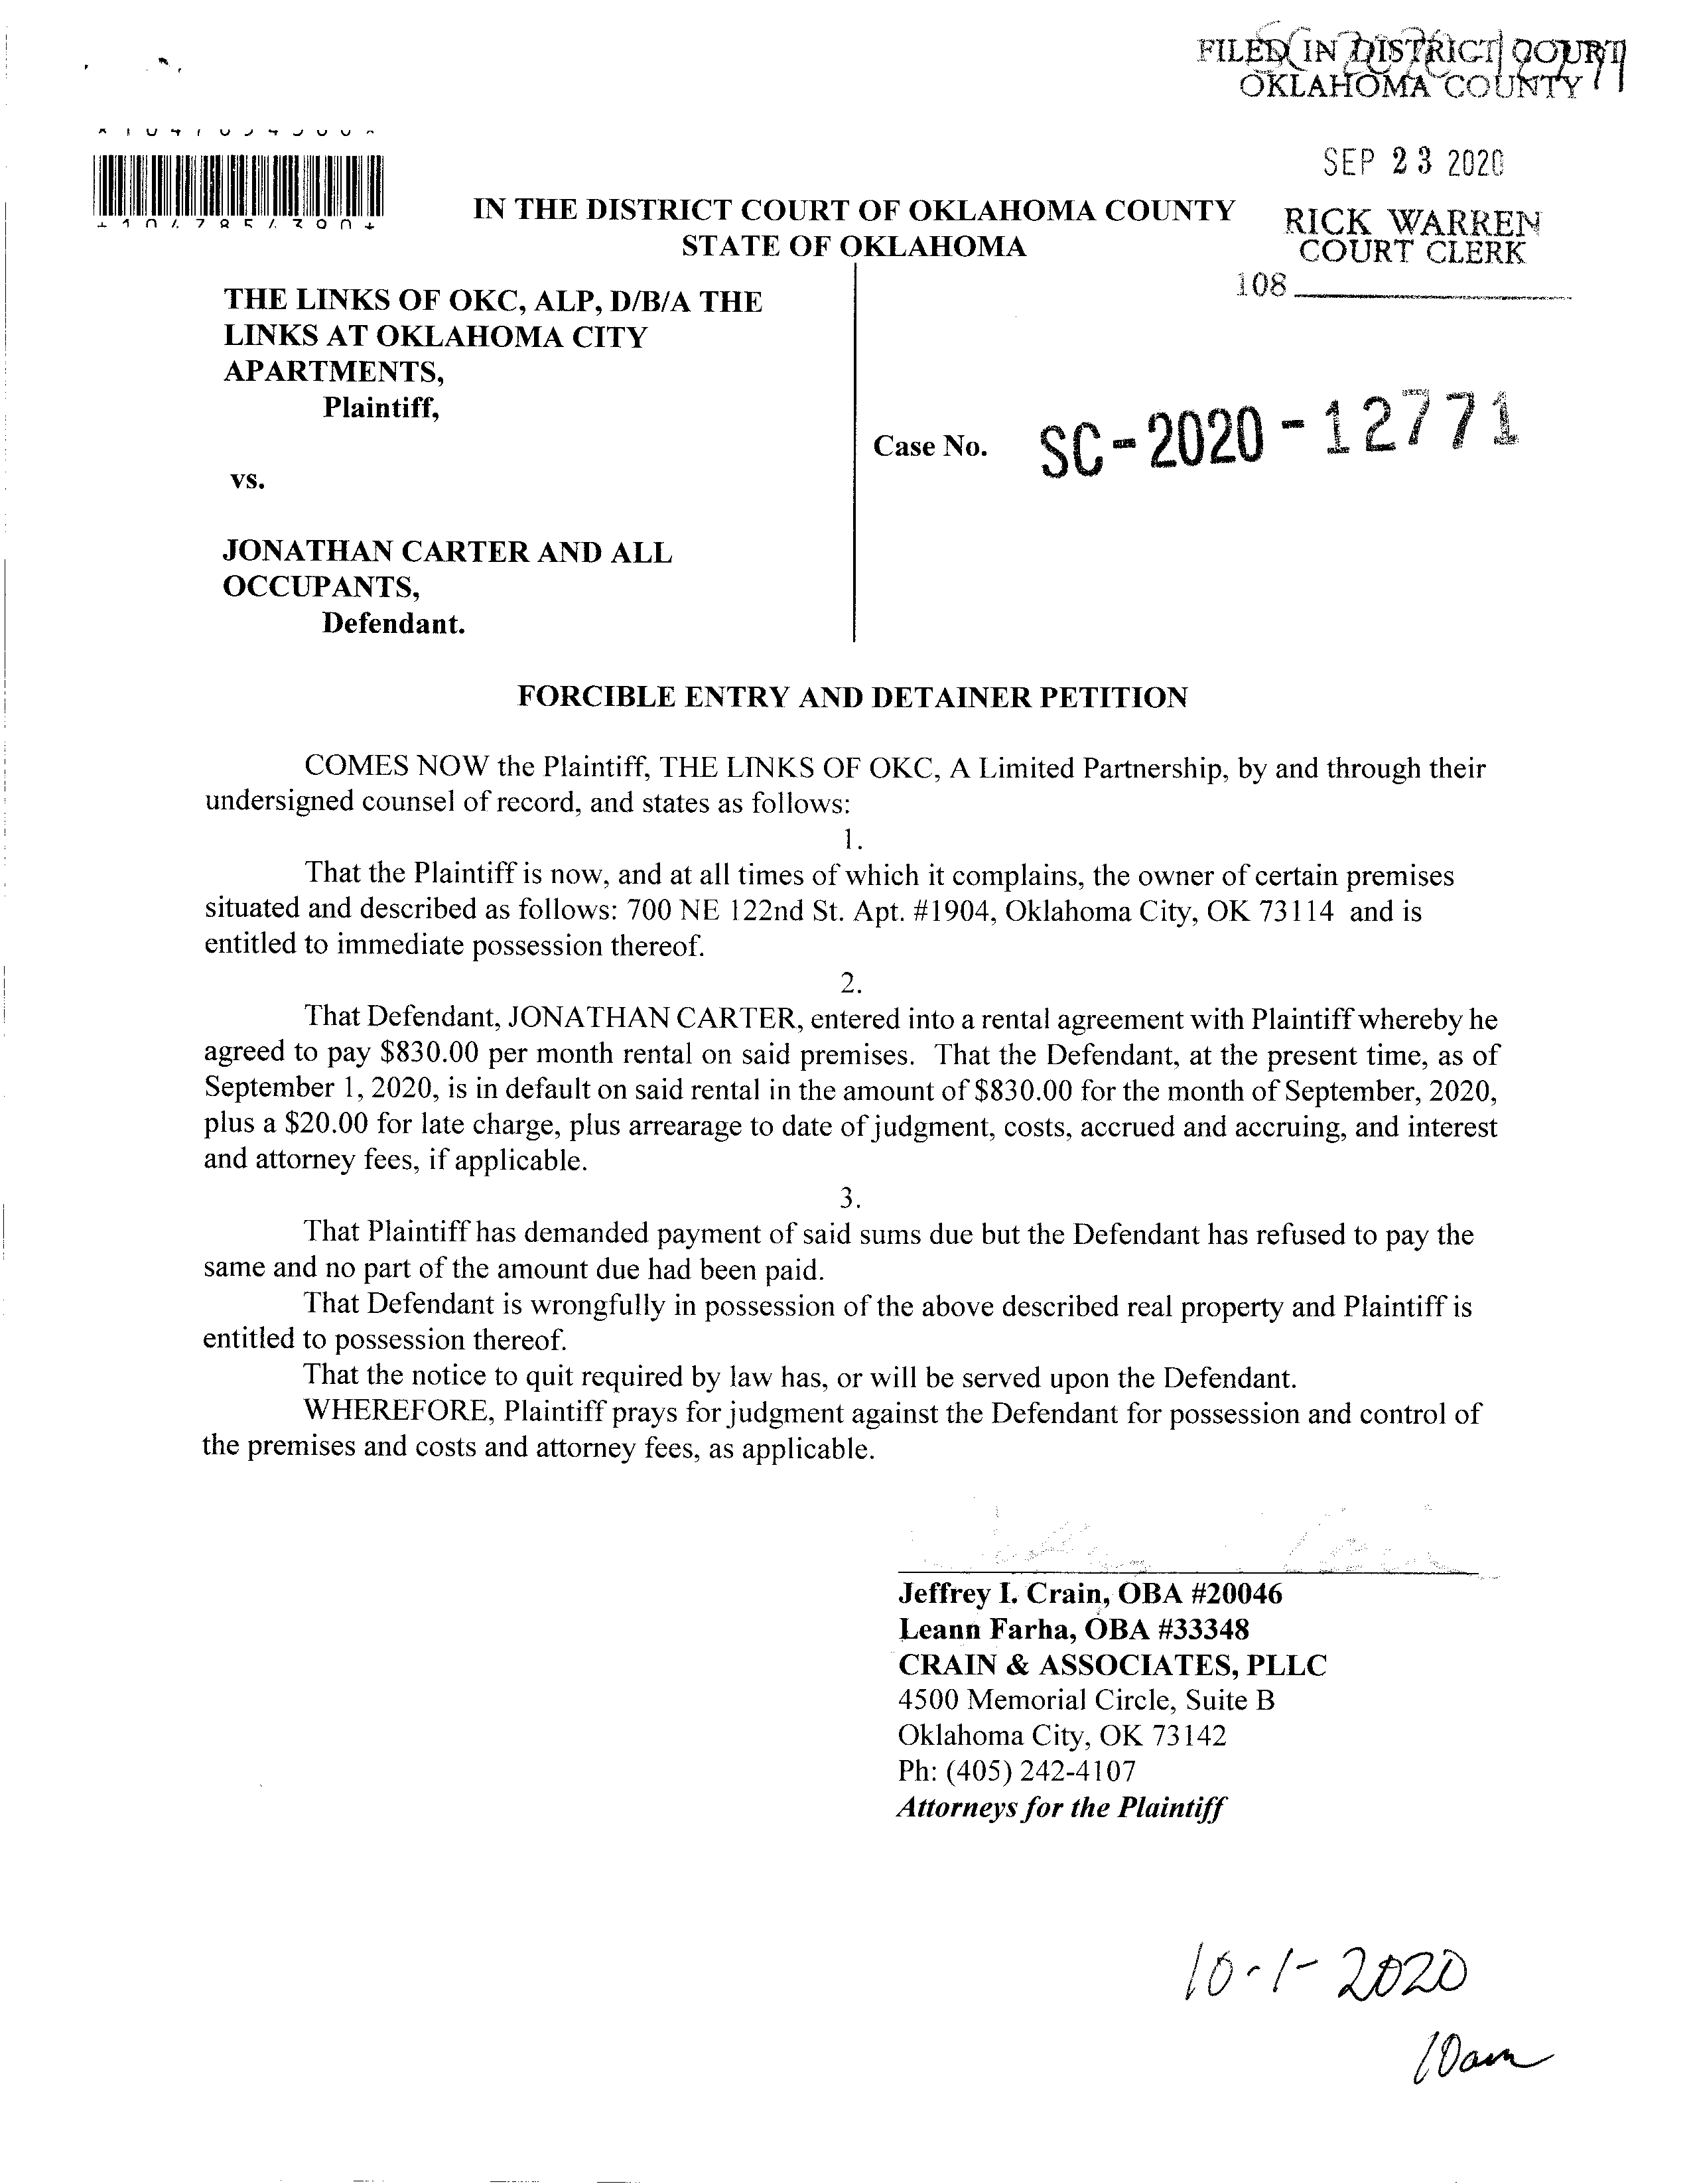 FILED IN DISTRICT COURT
OKLAHOMA COUNTY
SEP 23 2020
RICK WARREN
COURT CLERK
108
IN THE DISTRICT COURT OF OKLAHOMA COUNTY
STATE OF OKLAHOMA
THE LINKS OF OKC, ALP, D/B/A THE
LINKS AT OKLAHOMA CITY
APARTMENTS,
Plaintiff,
vs.
JONATHAN CARTER AND ALL
OCCUPANTS,
Defendant.
Case No. SC-2020-12771
FORCIBLE ENTRY AND DETAINER PETITION
COMES NOW the Plaintiff, THE LINKS OF OKC, A Limited Partnership, by and through their
undersigned counsel of record, and states as follows:
1.
That the Plaintiff is now, and at all times of which it complains, the owner of certain premises
situated and described as follows: 700 NE 122nd St. Apt. #1904, Oklahoma City, OK 73114 and is
entitled to immediate possession thereof.
2.
That Defendant, JONATHAN CARTER, entered into a rental agreement with Plaintiff whereby he
agreed to pay $830.00 per month rental on said premises. That the Defendant, at the present time, as of
September 1, 2020, is in default on said rental in the amount of $830.00 for the month of September, 2020,
plus a $20.00 for late charge, plus arrearage to date of judgment, costs, accrued and accruing, and interest
and attorney fees, if applicable.
3.
That Plaintiff has demanded payment of said sums due but the Defendant has refused to pay the
same and no part of the amount due had been paid.
That Defendant is wrongfully in possession of the above described real property and Plaintiff is
entitled to possession thereof.
That the notice to quit required by law has, or will be served upon the Defendant.
WHEREFORE, Plaintiff prays for judgment against the Defendant for possession and control of
the premises and costs and attorney fees, as applicable.
Jeffrey I. Crain, OBA #20046
Leann Farha, OBA #33348
CRAIN & ASSOCIATES, PLLC
4500 Memorial Circle, Suite B
Oklahoma City, OK 73142
Ph: (405) 242-4107
Attorneys for the Plaintiff
10-1-2020
10am